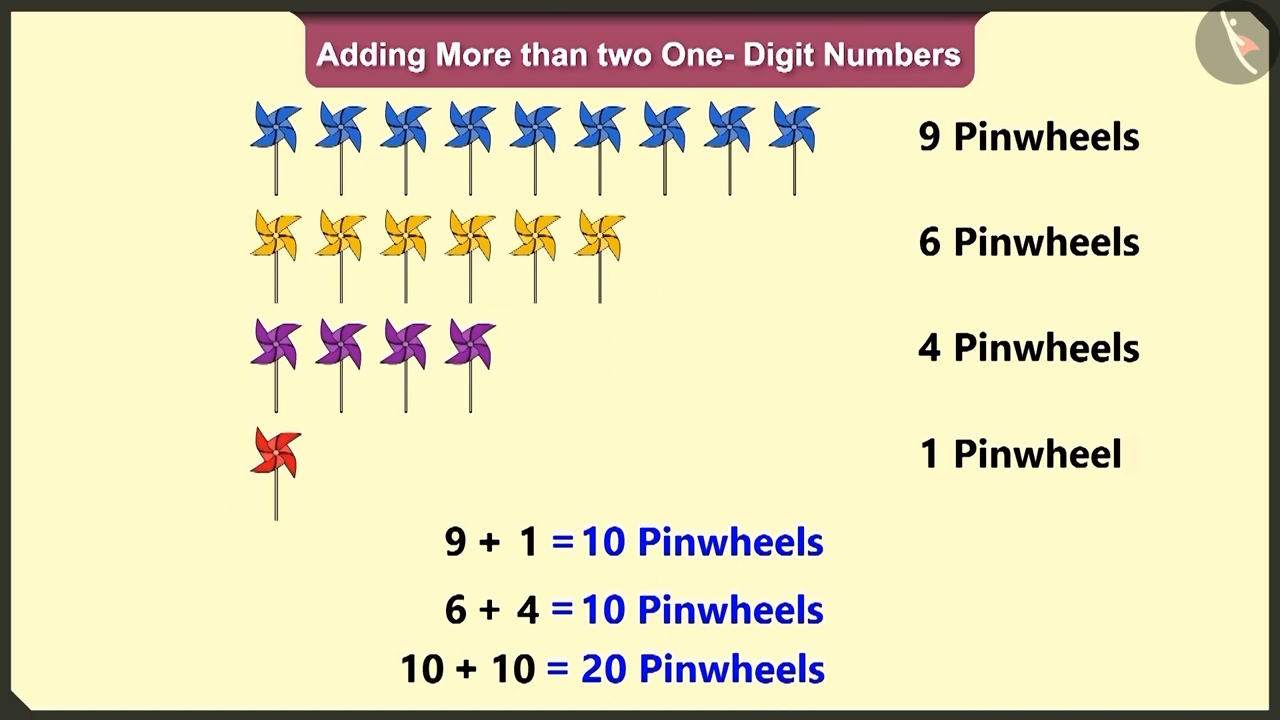 Adding More than two One- Digit Numbers
9 Pinwheels
6 Pinwheels
4 Pinwheels
1 Pinwheel
9 + 1 = 10 Pinwheels
6 + 4 = 10 Pinwheels
10 + 10 = 20 Pinwheels